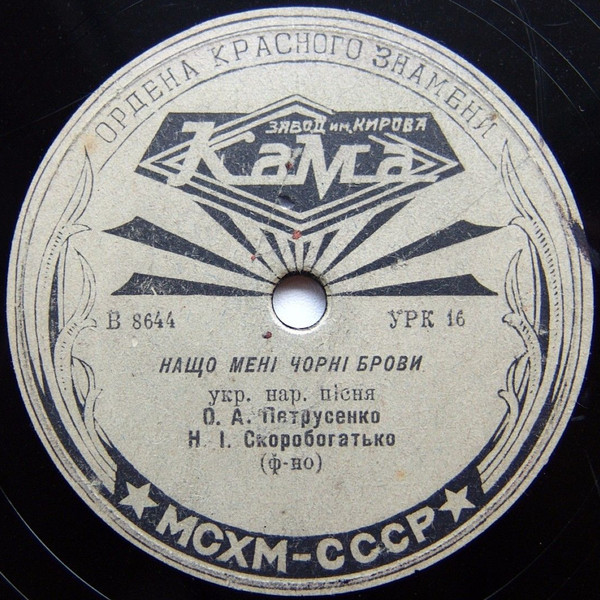 ОРДЕНА КРАСНОГО ЗНАМЕНИ
ЗАВОД им. КИРОВА
КаМа
В 8644 УРК 16
НАЩО МЕНІ ЧОРНІ БРОВИ
укр. нар. пісня
О. А. Петрусенко
Н. І. Скоробогатько
(ф-но)
МСХМ–СССР